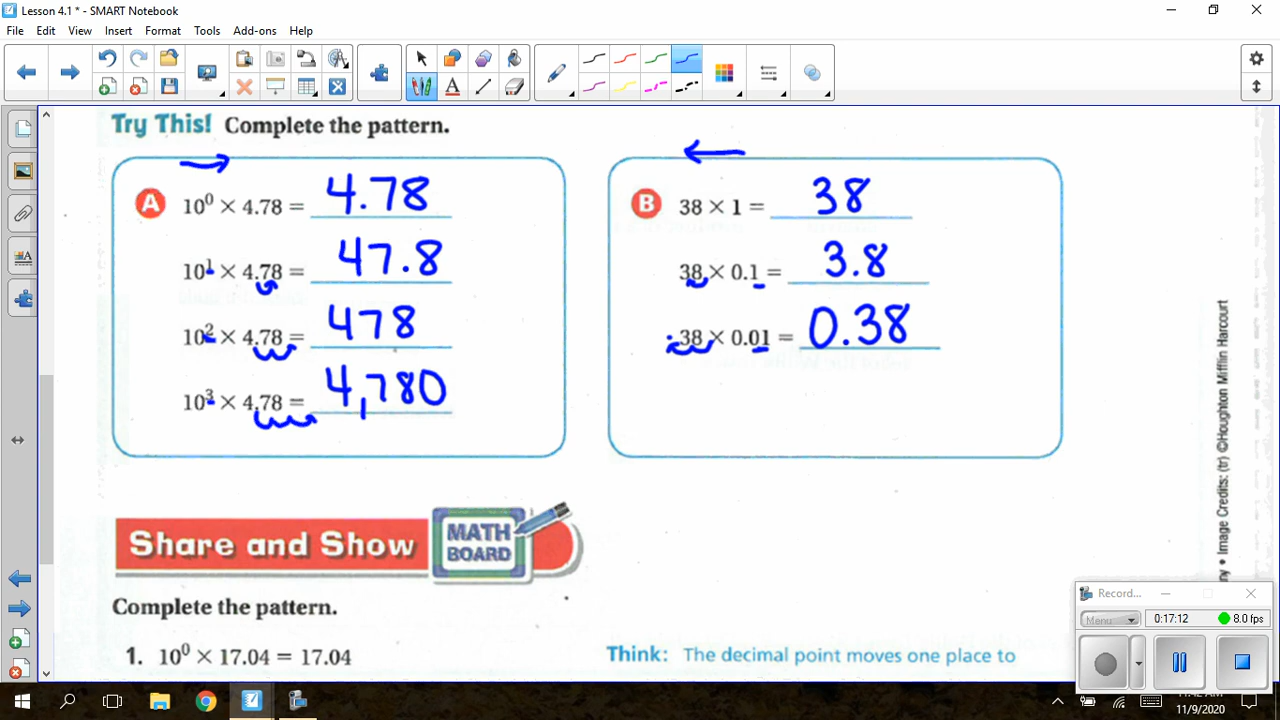 Lesson 4.1 * - SMART Notebook
File Edit View Insert Format Tools Add-ons Help
Try This! Complete the pattern.
A 10⁰ × 4.78 = 4.78
10¹ × 4.78 = 47.8
10² × 4.78 = 478
10³ × 4.78 = 4,780
B 38 × 1 = 38
38 × 0.1 = 3.8
38 × 0.01 = 0.38
Image Credits: (tr) ©Houghton Mifflin Harcourt
Share and Show
MATH
BOARD
Complete the pattern.
1. 10⁰ × 17.04 = 17.04
Think: The decimal point moves one place to
Record...
Menu
0:17:12
8.0 fps
11:42 AM
11/9/2020